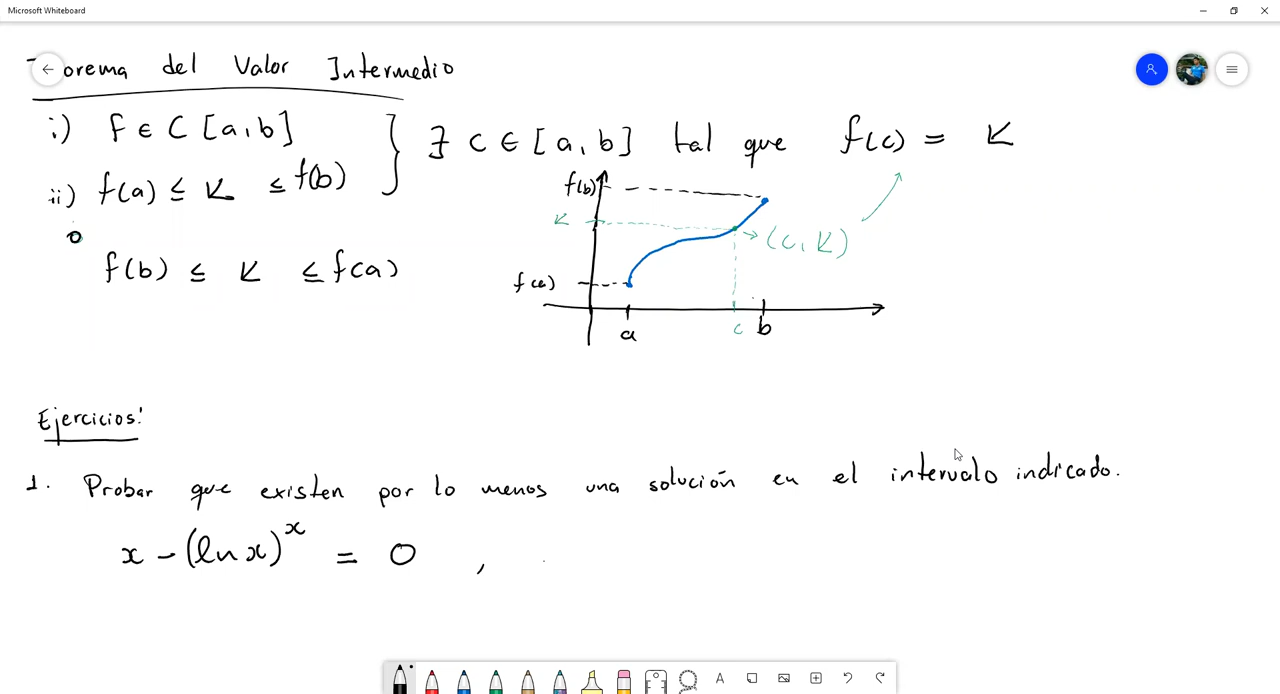 Microsoft Whiteboard
orema del Valor Intermedio
i) f ∈ C [a,b]
ii) f(a) ≤ K ≤ f(b)
o
f(b) ≤ K ≤ f(a)
∃ c ∈ [a,b] tal que f(c) = K
f(b)
K
(c, K)
f(a)
a
c
b
Ejercicios:
1. Probar que existen por lo menos una solución en el intervalo indicado.
x - (ln x)^x = 0 ,
A